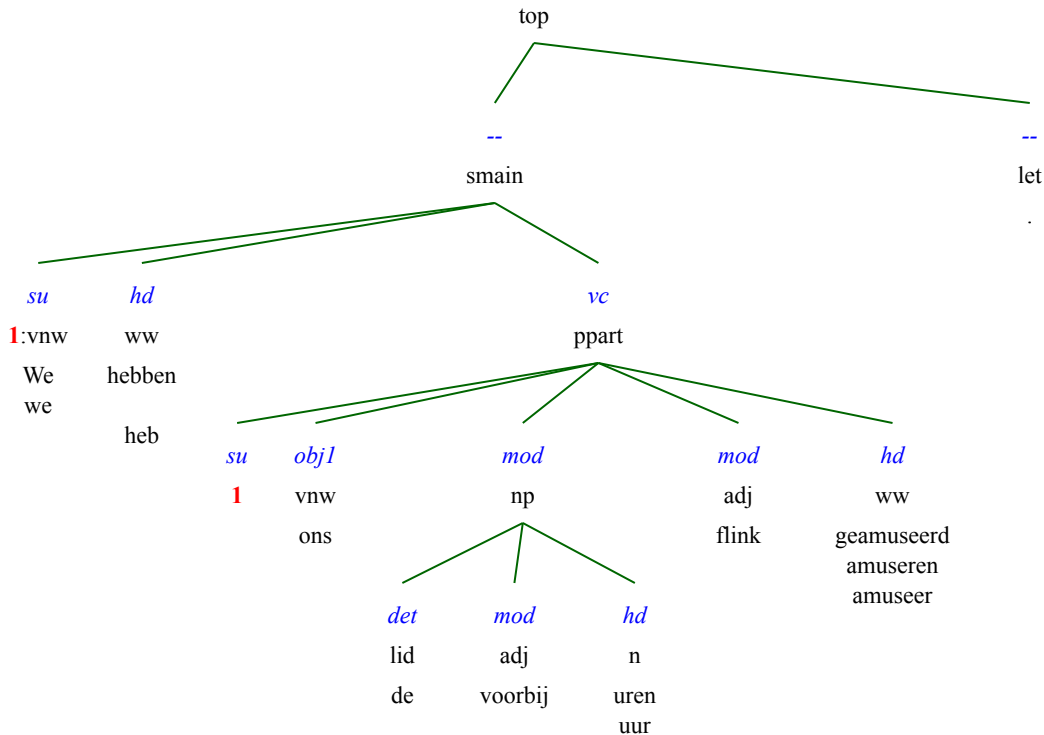 top
-- --
smain let
.
su hd vc
1:vnw ww ppart
We hebben
we
heb
su obj1 mod mod hd
1 vnw np adj ww
ons flink geamuseerd
amuseren
amuseer
det mod hd
lid adj n
de voorbij uren
uur